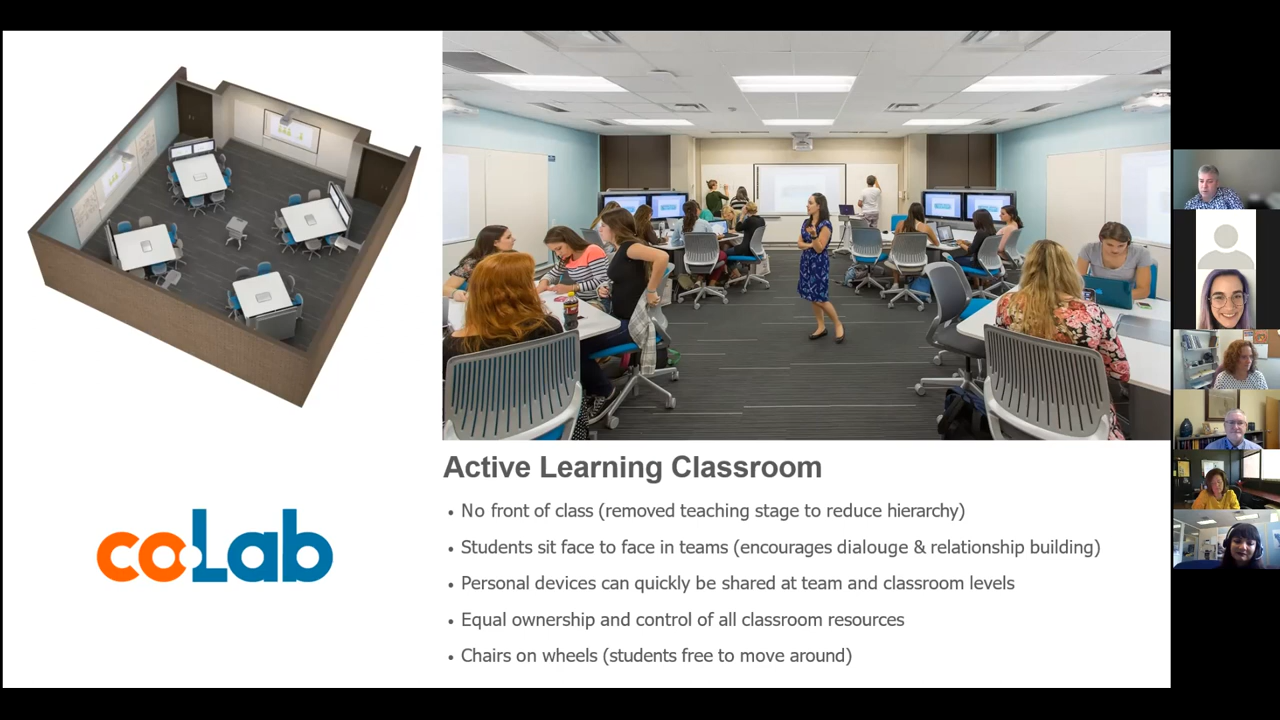 coLab
Active Learning Classroom
• No front of class (removed teaching stage to reduce hierarchy)
• Students sit face to face in teams (encourages dialouge & relationship building)
• Personal devices can quickly be shared at team and classroom levels
• Equal ownership and control of all classroom resources
• Chairs on wheels (students free to move around)